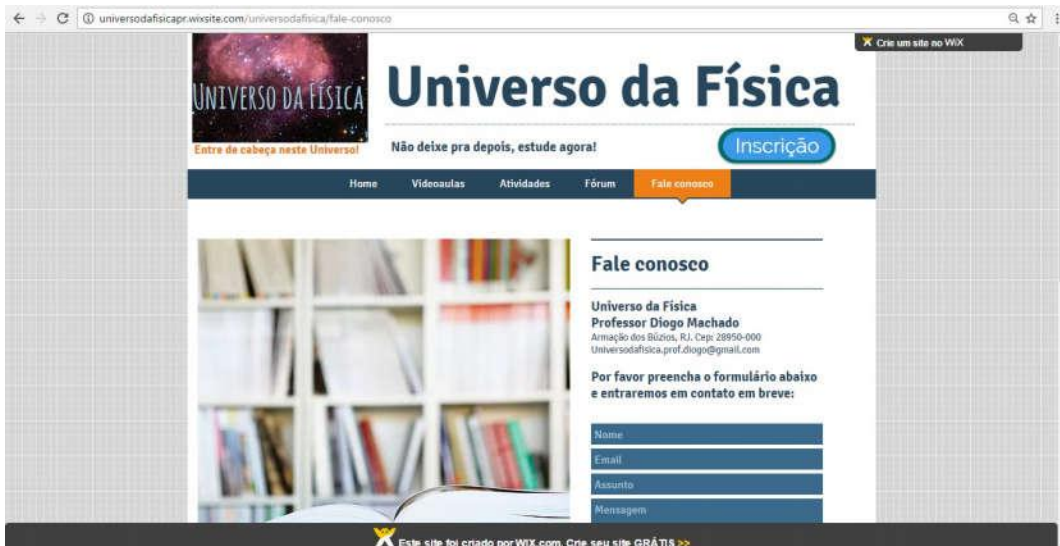 universodafisicapr.wixsite.com/universodafisica/fale-conosco
Crie um site no WiX
UNIVERSO DA FÍSICA
Universo da Física
Entre de cabeça neste Universo!
Não deixe pra depois, estude agora!
Inscrição
Home Videoaulas Atividades Fórum Fale conosco
Fale conosco
Universo da Física
Professor Diogo Machado
Armação dos Búzios, RJ. Cep: 28950-000
Universodafisica.prof.diogo@gmail.com
Por favor preencha o formulário abaixo
e entraremos em contato em breve:
Nome
Email
Assunto
Mensagem
Este site foi criado por WIX.com. Crie seu site GRÁTIS >>